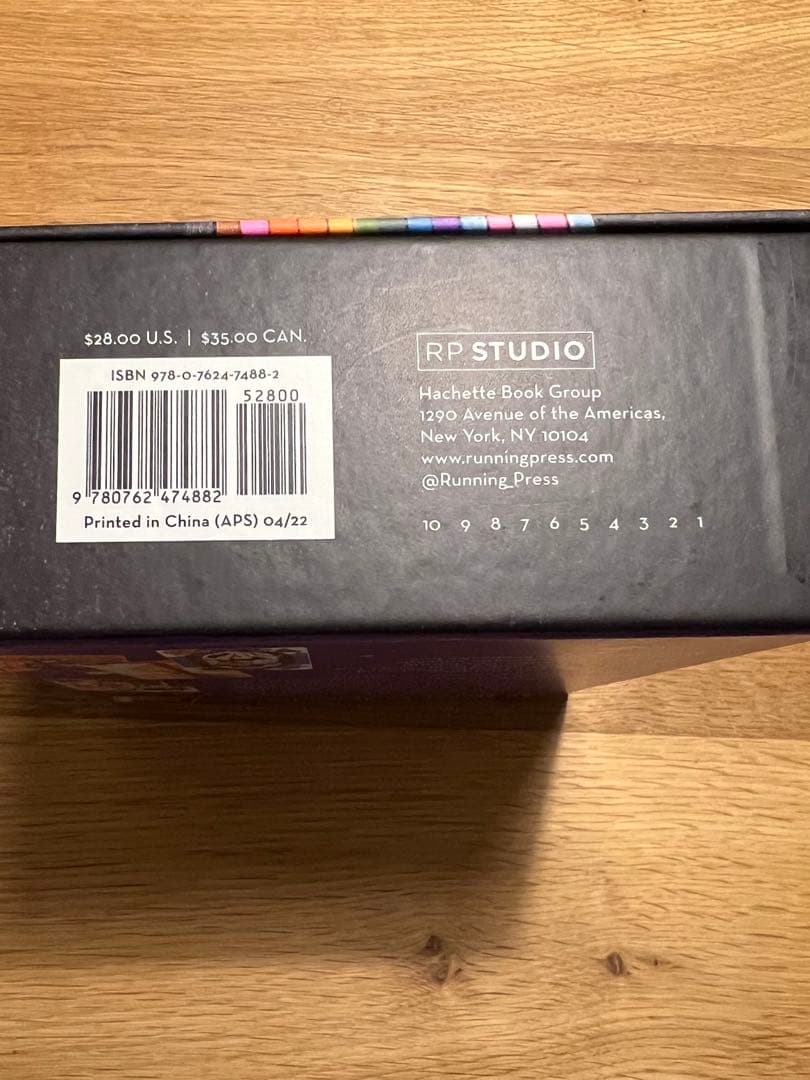 $28.00 U.S. | $35.00 CAN.
ISBN 978-0-7624-7488-2
52800
9 780762 474882
Printed in China (APS) 04/22
RP STUDIO
Hachette Book Group
1290 Avenue of the Americas,
New York, NY 10104
www.runningpress.com
@Running_Press
10 9 8 7 6 5 4 3 2 1